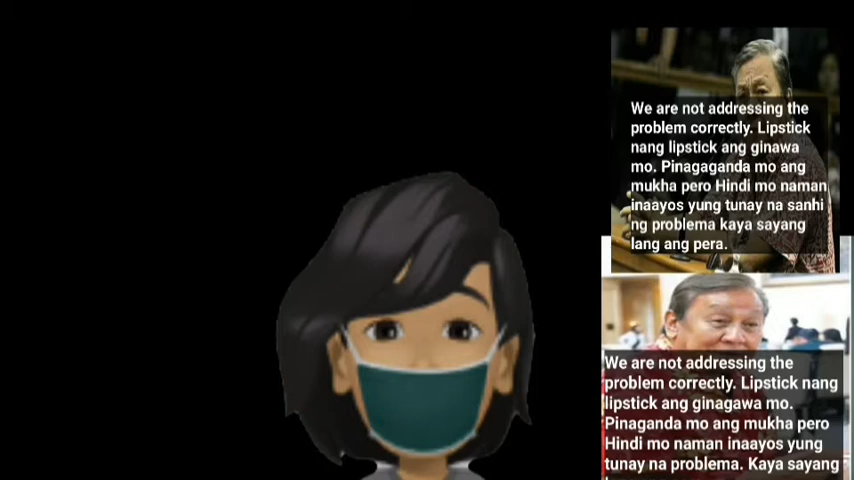 We are not addressing the
problem correctly. Lipstick
nang lipstick ang ginawa
mo. Pinagaganda mo ang
mukha pero Hindi mo naman
inaayos yung tunay na sanhi
ng problema kaya sayang
lang ang pera.
We are not addressing the
problem correctly. Lipstick nang
lipstick ang ginagawa mo.
Pinaganda mo ang mukha pero
Hindi mo naman inaayos yung
tunay na problema. Kaya sayang